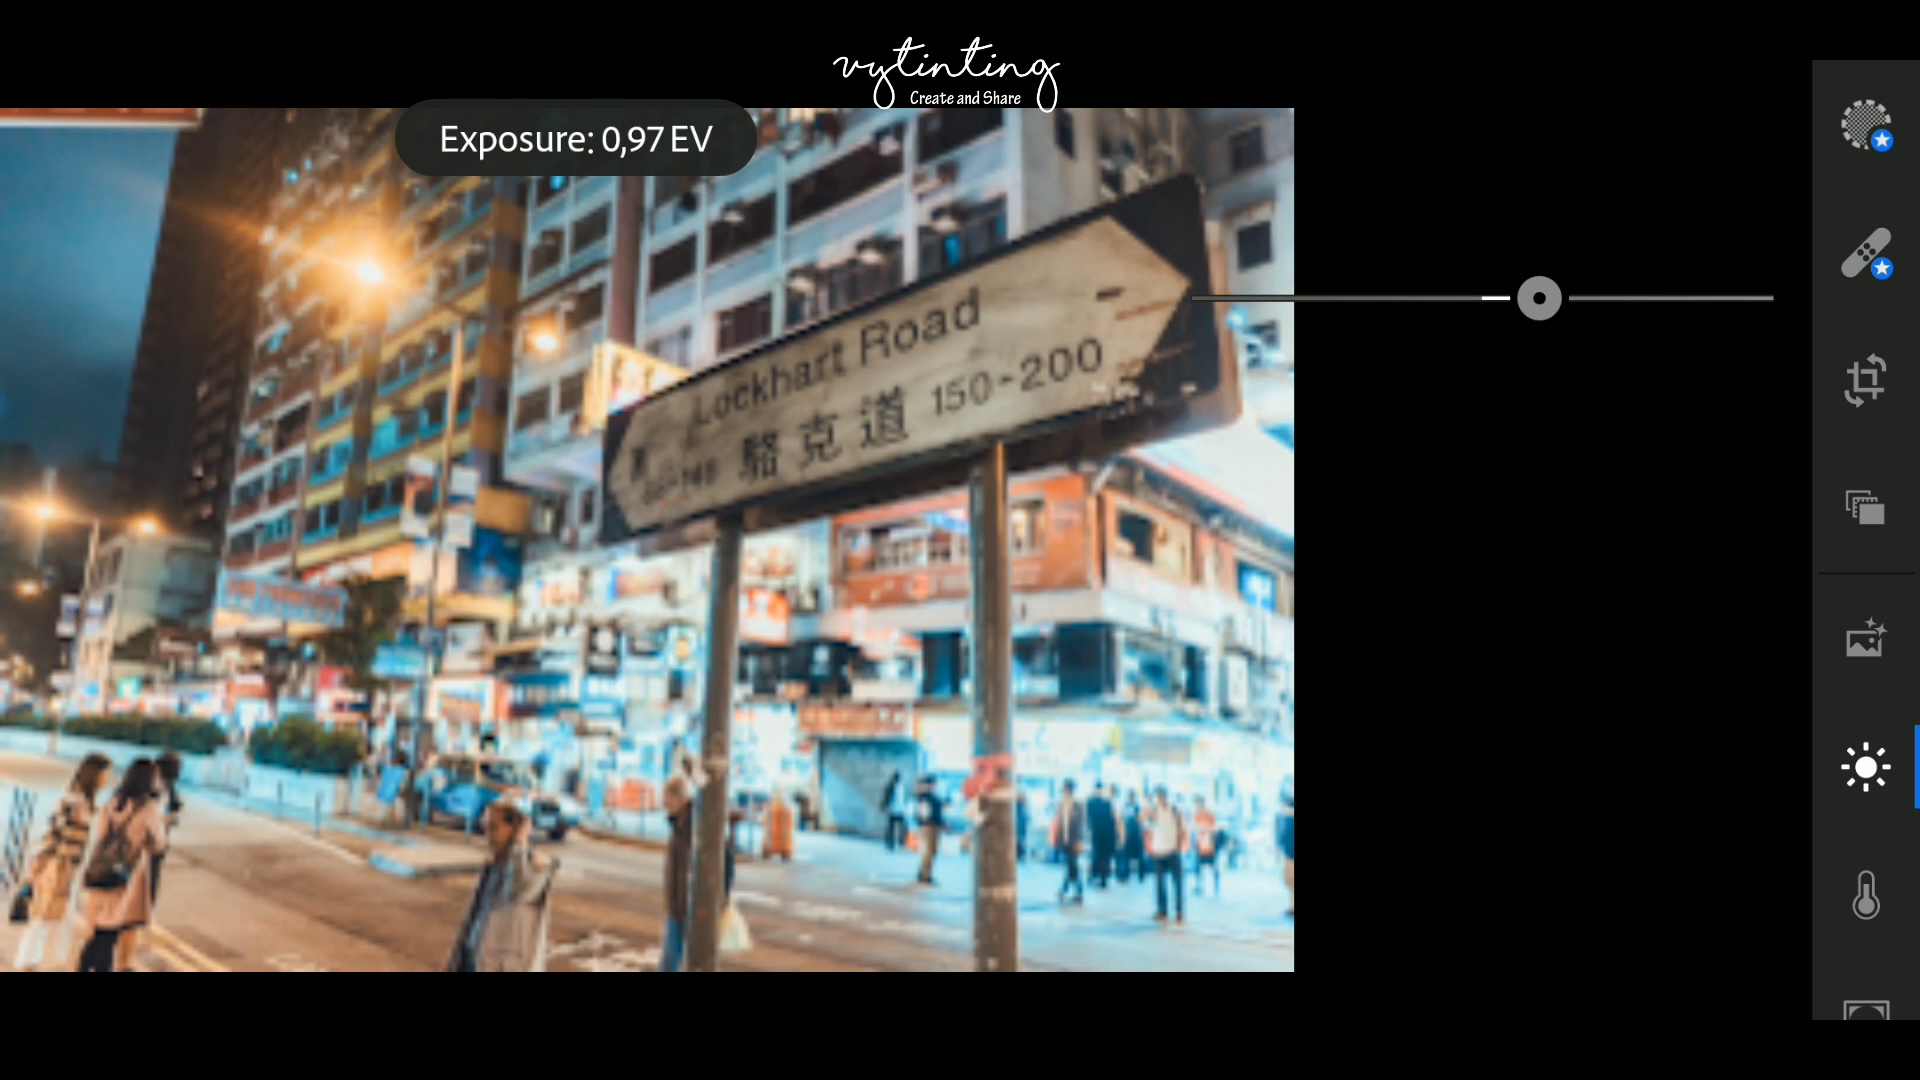 vytinting
Create and Share
Exposure: 0,97 EV
Lockhart Road
駱克道 150-200